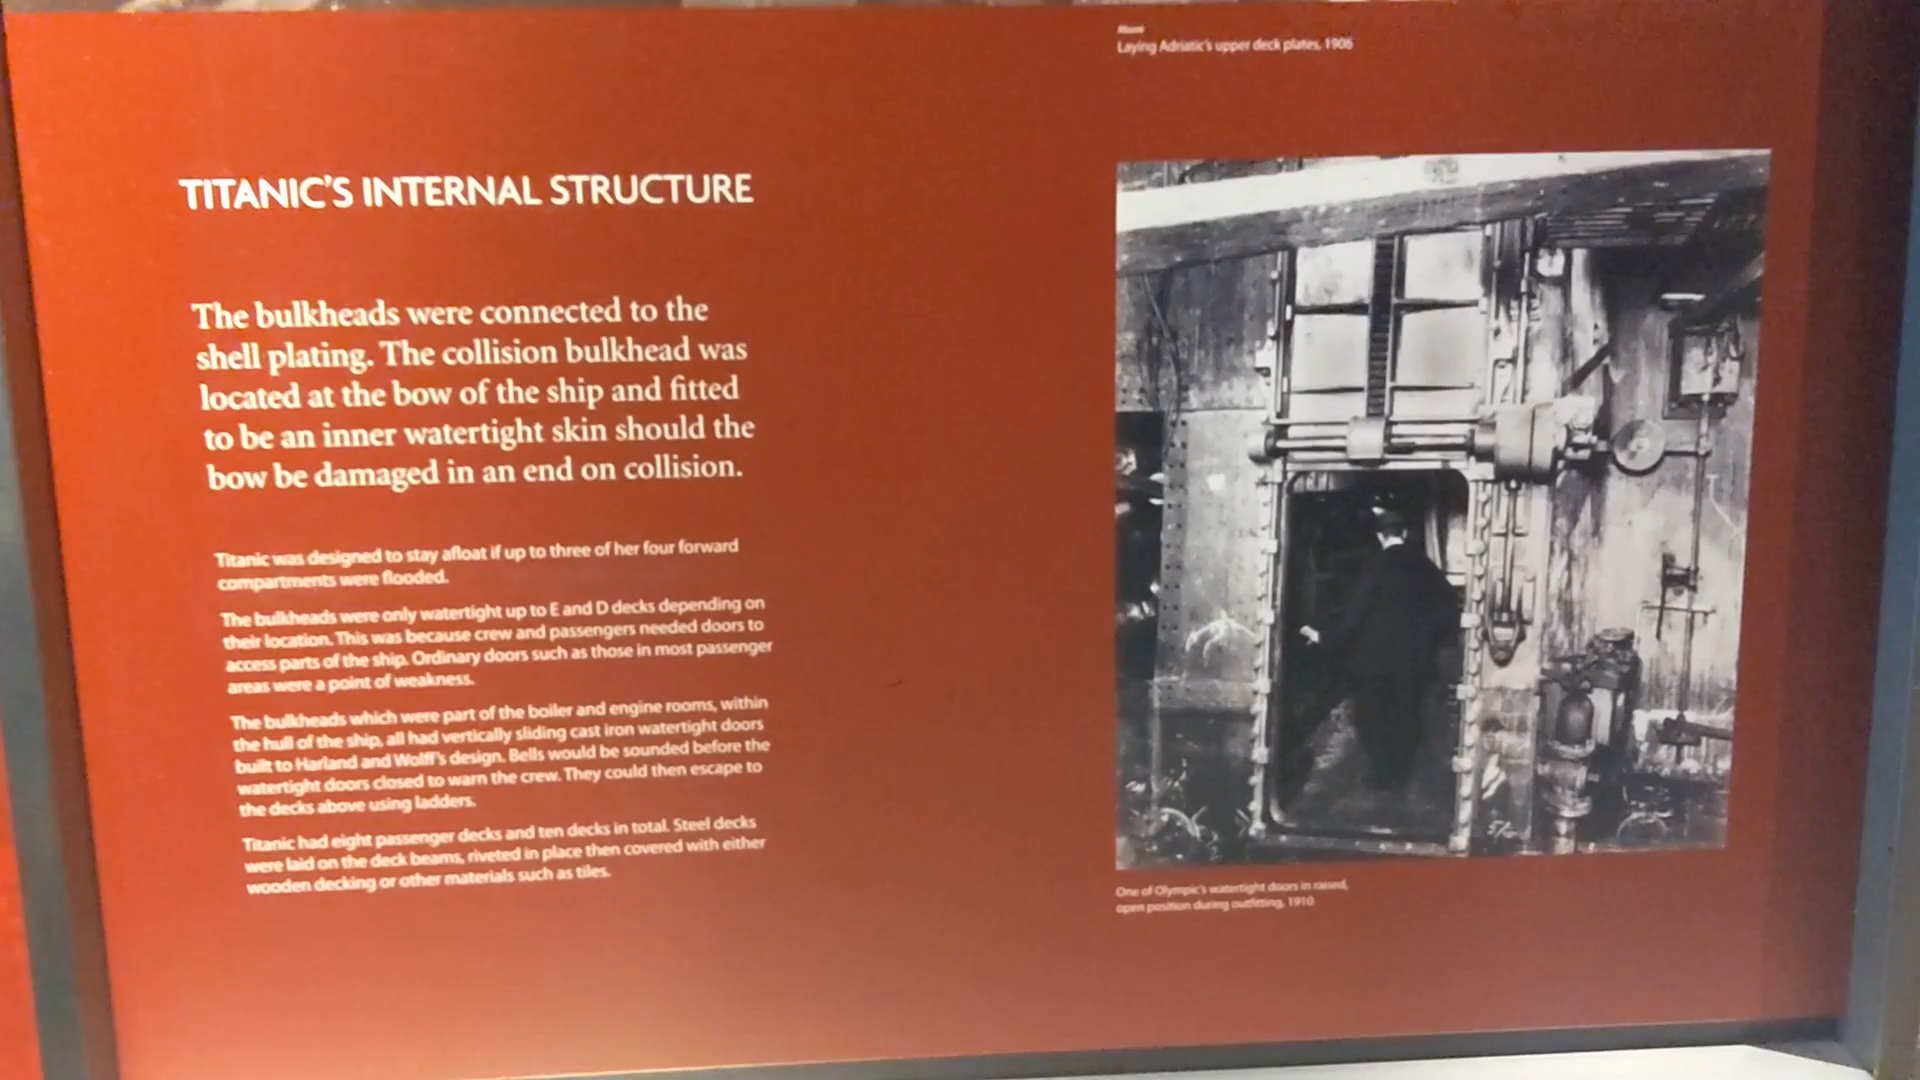 Above
Laying Adriatic's upper deck plates, 1906
TITANIC'S INTERNAL STRUCTURE
The bulkheads were connected to the
shell plating. The collision bulkhead was
located at the bow of the ship and fitted
to be an inner watertight skin should the
bow be damaged in an end on collision.
Titanic was designed to stay afloat if up to three of her four forward
compartments were flooded.
The bulkheads were only watertight up to E and D decks depending on
their location. This was because crew and passengers needed doors to
access parts of the ship. Ordinary doors such as those in most passenger
areas were a point of weakness.
The bulkheads which were part of the boiler and engine rooms, within
the hull of the ship, all had vertically sliding cast iron watertight doors
built to Harland and Wolff's design. Bells would be sounded before the
watertight doors closed to warn the crew. They could then escape to
the decks above using ladders.
Titanic had eight passenger decks and ten decks in total. Steel decks
were laid on the deck beams, riveted in place then covered with either
wooden decking or other materials such as tiles.
One of Olympic's watertight doors in raised,
open position during outfitting, 1910